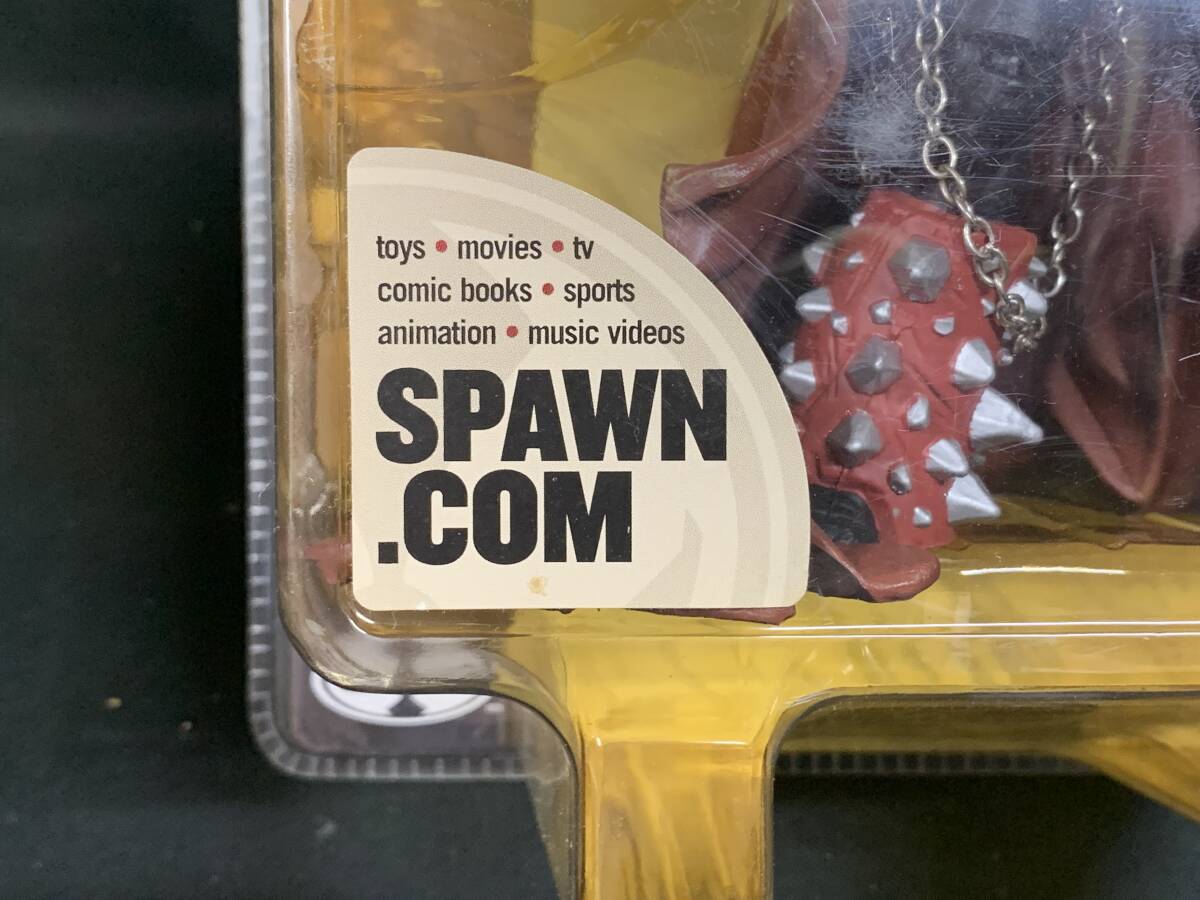 toys • movies • tv
comic books • sports
animation • music videos
SPAWN
.COM